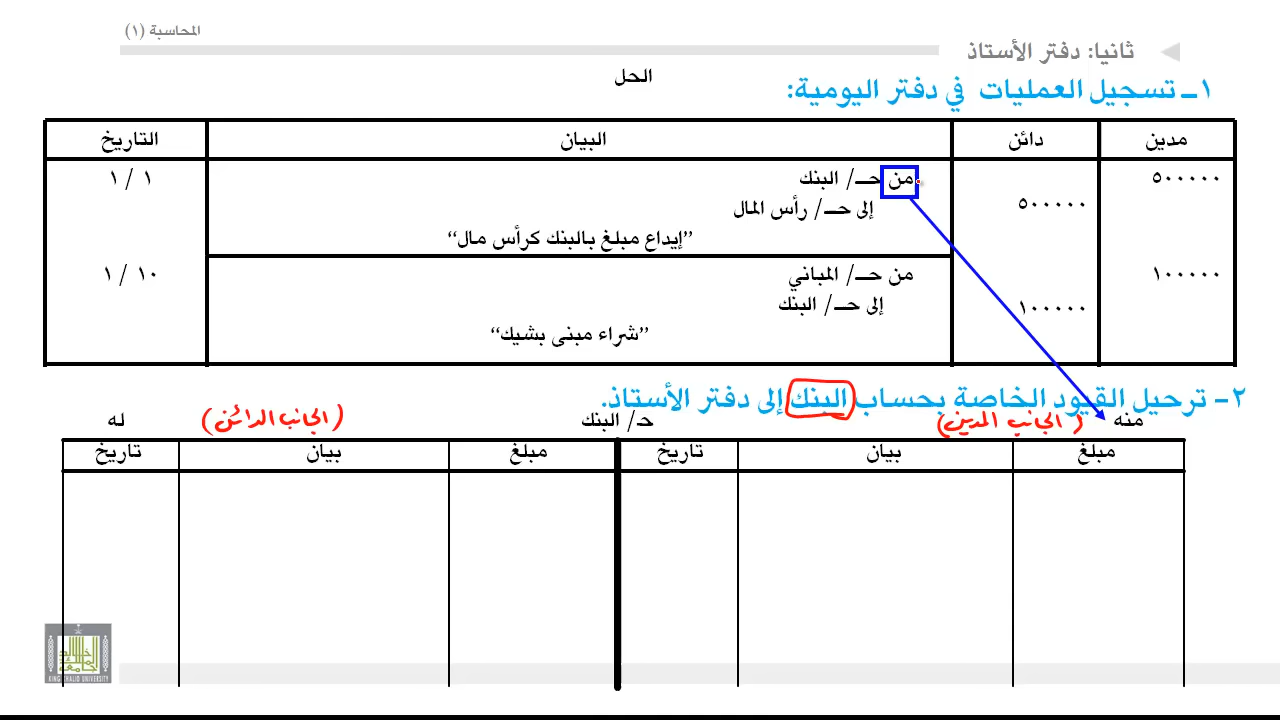 المحاسبة (١)
ثانيا: دفتر الأستاذ
الحل
١ـ تسجيل العمليات في دفتر اليومية:
مدين دائن البيان التاريخ
٥٠٠٠٠٠ من حـ/ البنك ١ / ١
٥٠٠٠٠٠ إلى حـ/ رأس المال
”إيداع مبلغ بالبنك كرأس مال“
١٠٠٠٠٠ من حـ/ المباني ١٠ / ١
١٠٠٠٠٠ إلى حـ/ البنك
”شراء مبنى بشيك“
٢- ترحيل القيود الخاصة بحساب البنك إلى دفتر الأستاذ.
منه (الجانب المدين) حـ/ البنك (الجانب الدائن) له
مبلغ بيان تاريخ مبلغ بيان تاريخ
KING KHALID UNIVERSITY